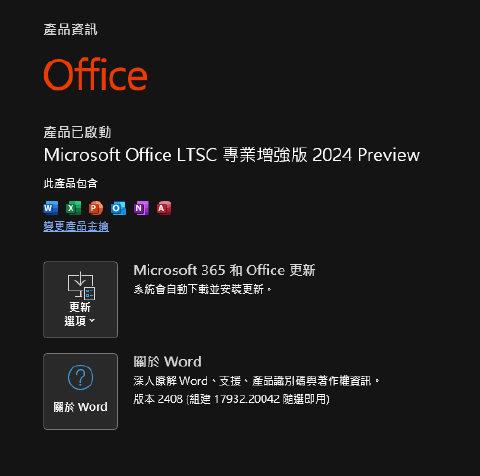 產品資訊
Office
產品已啟動
Microsoft Office LTSC 專業增強版 2024 Preview
此產品包含
W X P O N A
變更產品金鑰
Microsoft 365 和 Office 更新
系統會自動下載並安裝更新。
更新
選項
關於 Word
深入瞭解 Word、支援、產品識別碼與著作權資訊。
版本 2408 (組建 17932.20042 隨選即用)
關於 Word